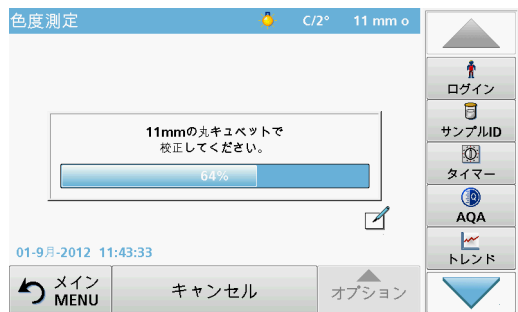 色度測定 C/2° 11 mm o
11mmの丸キュベットで
校正してください。
64%
01-9月-2012 11:43:33
メイン
MENU
キャンセル
オプション
ログイン
サンプルID
タイマー
AQA
トレンド